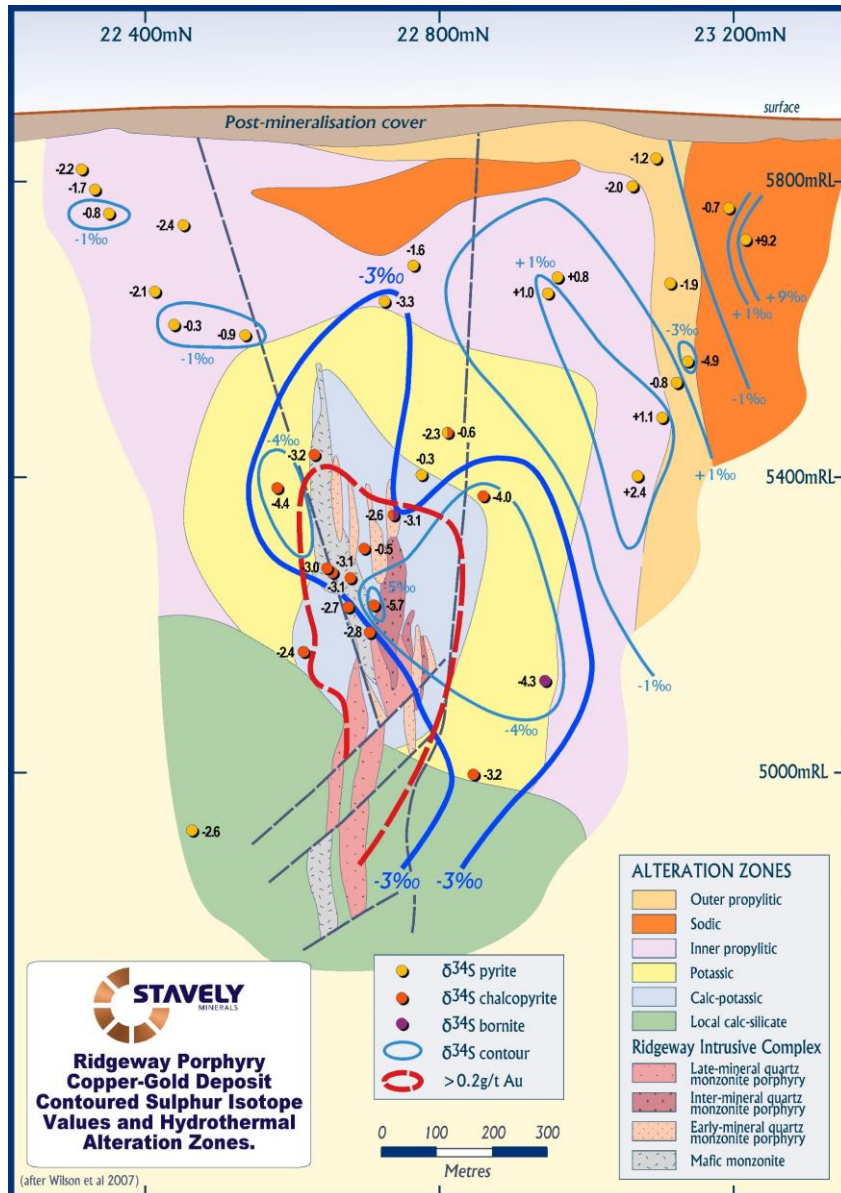 22 400mN
22 800mN
23 200mN
surface
Post-mineralisation cover
5800mRL
5400mRL
5000mRL
-2.2
-1.7
-0.8
-1‰
-2.4
-2.1
-0.3
-0.9
-1‰
-1.6
-3‰
-3.3
-1.2
-2.0
-0.7
+9.2
+1‰
+0.8
+1.0
-1.9
+9‰
+1‰
-3‰
-4.9
-0.8
-1‰
+1.1
+1‰
+2.4
-2.3
-0.6
-0.3
-4‰
-3.2
-4.4
-4.0
-2.6
-3.1
-0.5
-3.0
-3.1
-3.1
-5‰
-2.7
-5.7
-2.8
-2.4
-4.3
-1‰
-4‰
-3.2
-2.6
-3‰
-3‰
STAVELY
MINERALS
Ridgeway Porphyry
Copper-Gold Deposit
Contoured Sulphur Isotope
Values and Hydrothermal
Alteration Zones.
(after Wilson et al 2007)
δ34S pyrite
δ34S chalcopyrite
δ34S bornite
δ34S contour
>0.2g/t Au
0 100 200 300
Metres
ALTERATION ZONES
Outer propylitic
Sodic
Inner propylitic
Potassic
Calc-potassic
Local calc-silicate
Ridgeway Intrusive Complex
Late-mineral quartz
monzonite porphyry
Inter-mineral quartz
monzonite porphyry
Early-mineral quartz
monzonite porphyry
Mafic monzonite